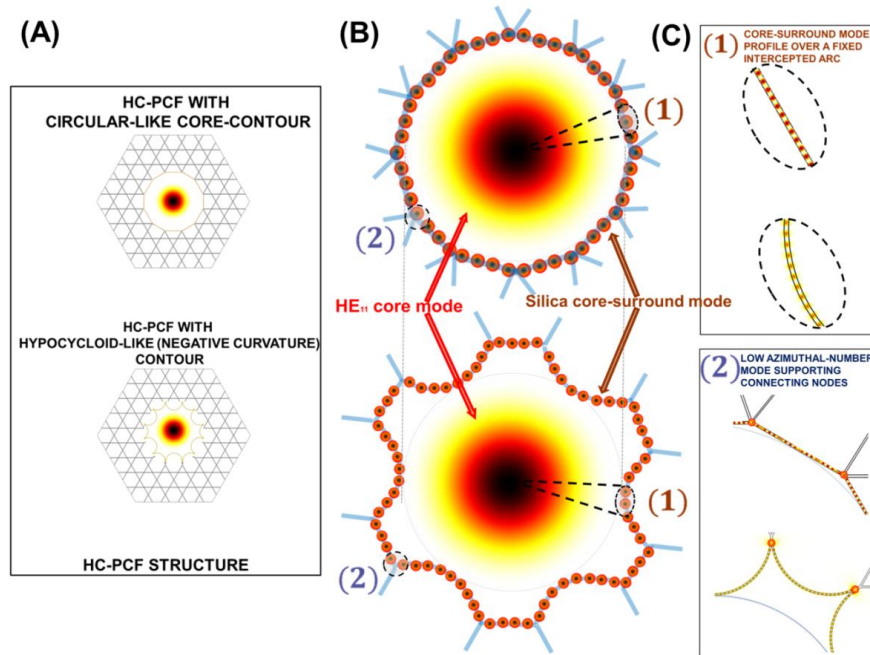 (A)
HC-PCF WITH
CIRCULAR-LIKE CORE-CONTOUR
HC-PCF WITH
HYPOCYCLOID-LIKE (NEGATIVE CURVATURE)
CONTOUR
HC-PCF STRUCTURE
(B)
(1)
(2)
HE₁₁ core mode
Silica core-surround mode
(1)
(2)
(C)
(1) CORE-SURROUND MODE
PROFILE OVER A FIXED
INTERCEPTED ARC
(2) LOW AZIMUTHAL-NUMBER
MODE SUPPORTING
CONNECTING NODES